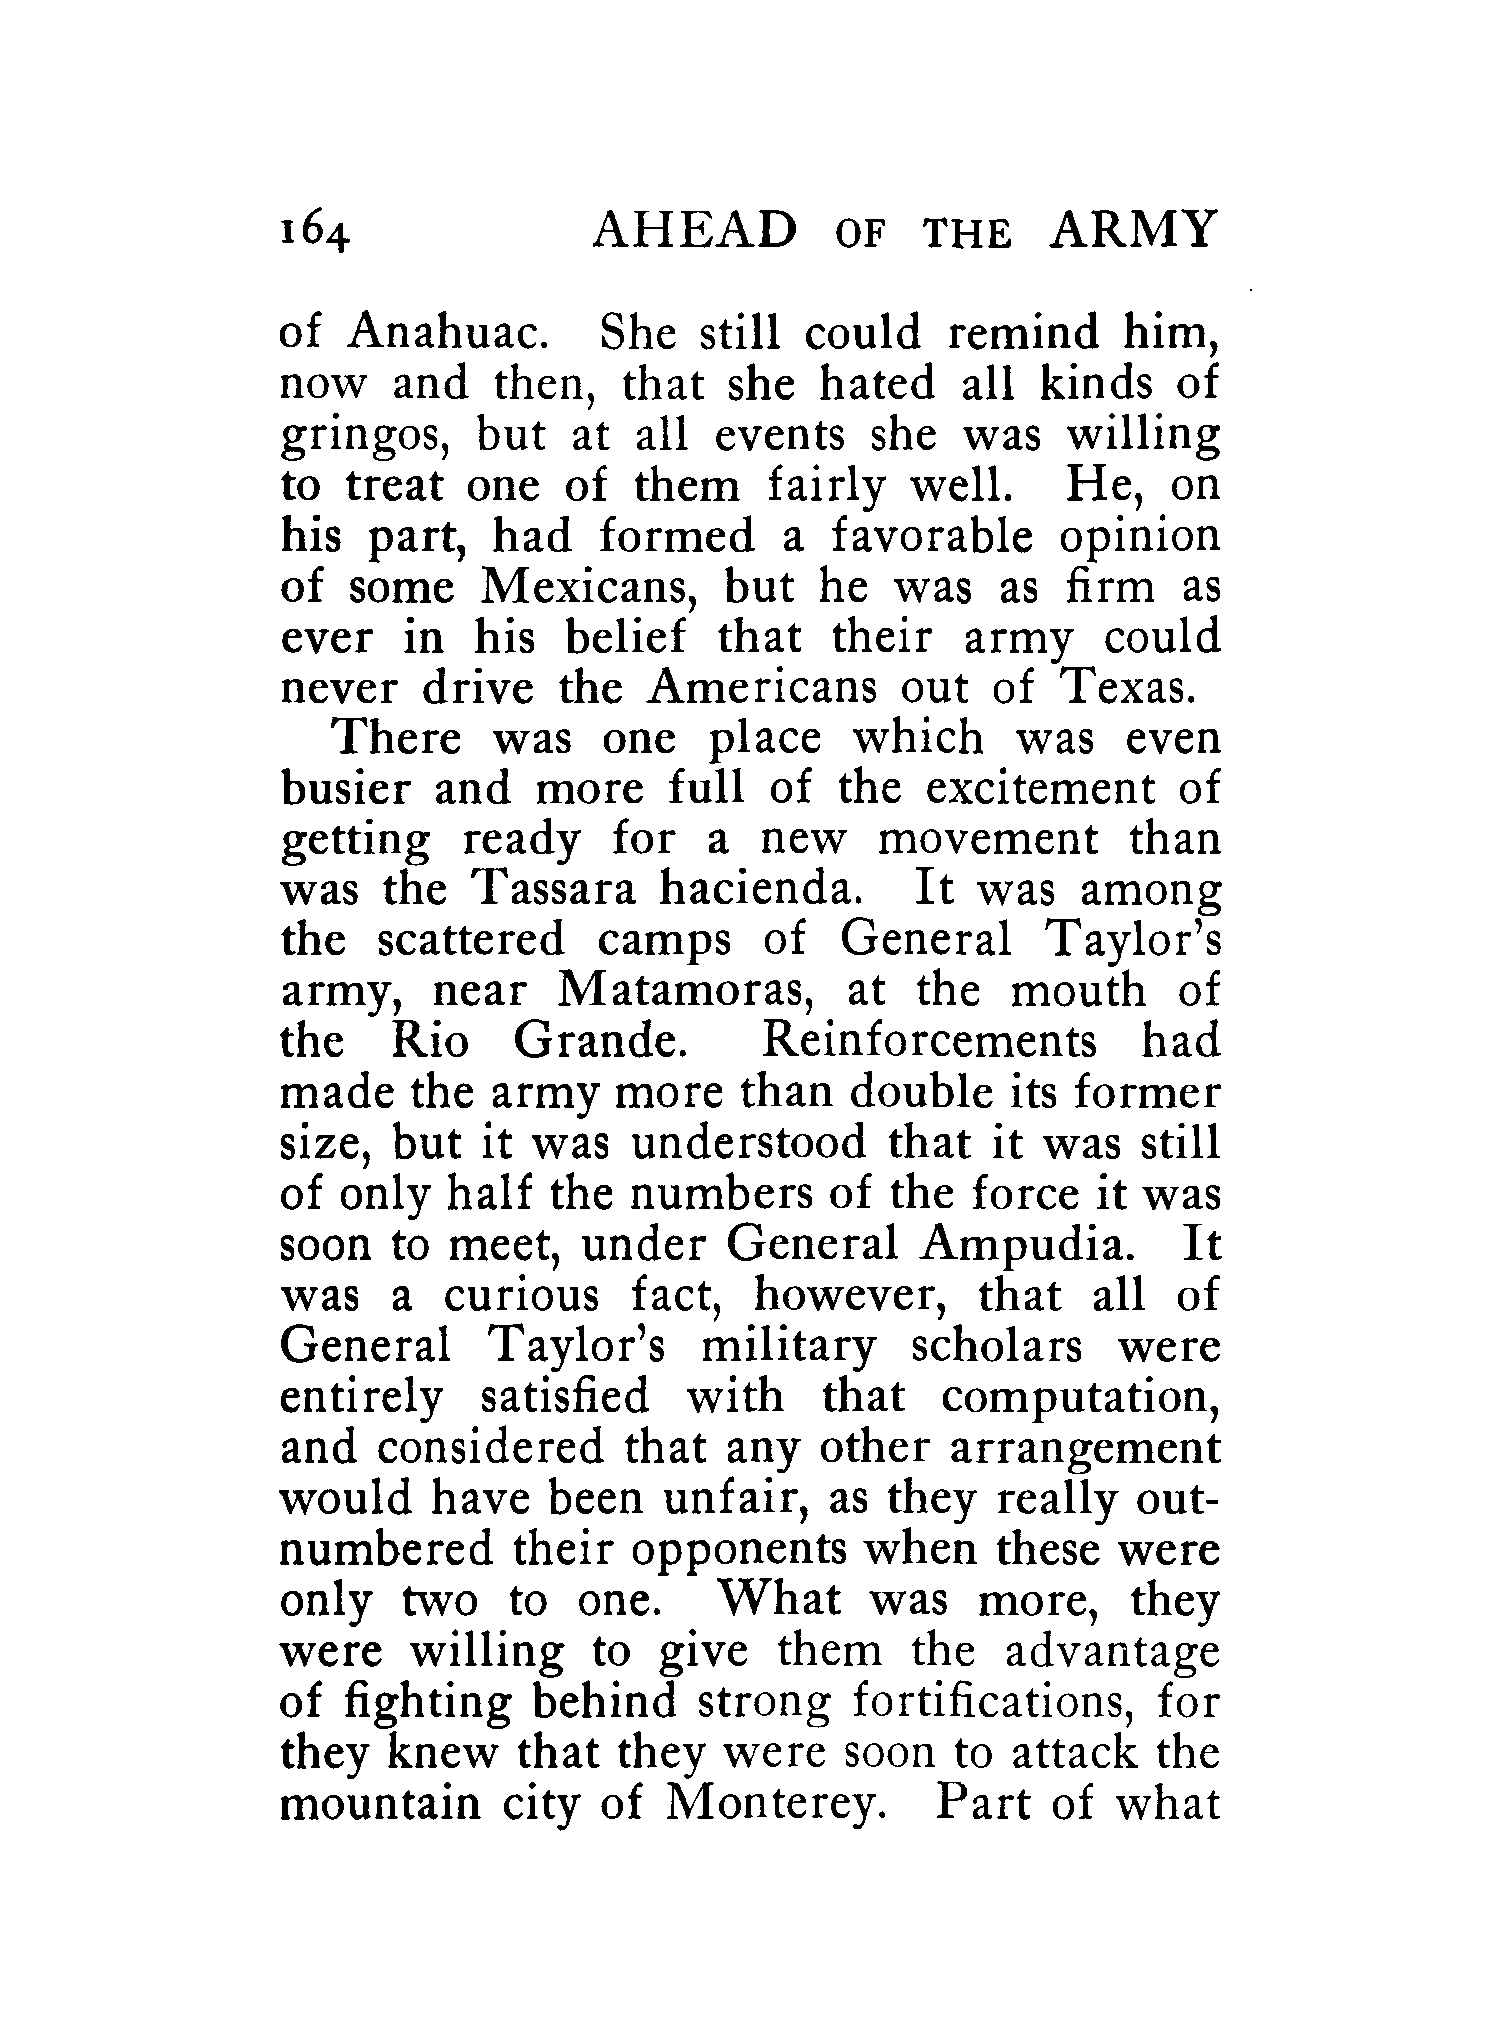 164 AHEAD OF THE ARMY
of Anahuac. She still could remind him,
now and then, that she hated all kinds of
gringos, but at all events she was willing
to treat one of them fairly well. He, on
his part, had formed a favorable opinion
of some Mexicans, but he was as firm as
ever in his belief that their army could
never drive the Americans out of Texas.
There was one place which was even
busier and more full of the excitement of
getting ready for a new movement than
was the Tassara hacienda. It was among
the scattered camps of General Taylor's
army, near Matamoras, at the mouth of
the Rio Grande. Reinforcements had
made the army more than double its former
size, but it was understood that it was still
of only half the numbers of the force it was
soon to meet, under General Ampudia. It
was a curious fact, however, that all of
General Taylor's military scholars were
entirely satisfied with that computation,
and considered that any other arrangement
would have been unfair, as they really out-
numbered their opponents when these were
only two to one. What was more, they
were willing to give them the advantage
of fighting behind strong fortifications, for
they knew that they were soon to attack the
mountain city of Monterey. Part of what